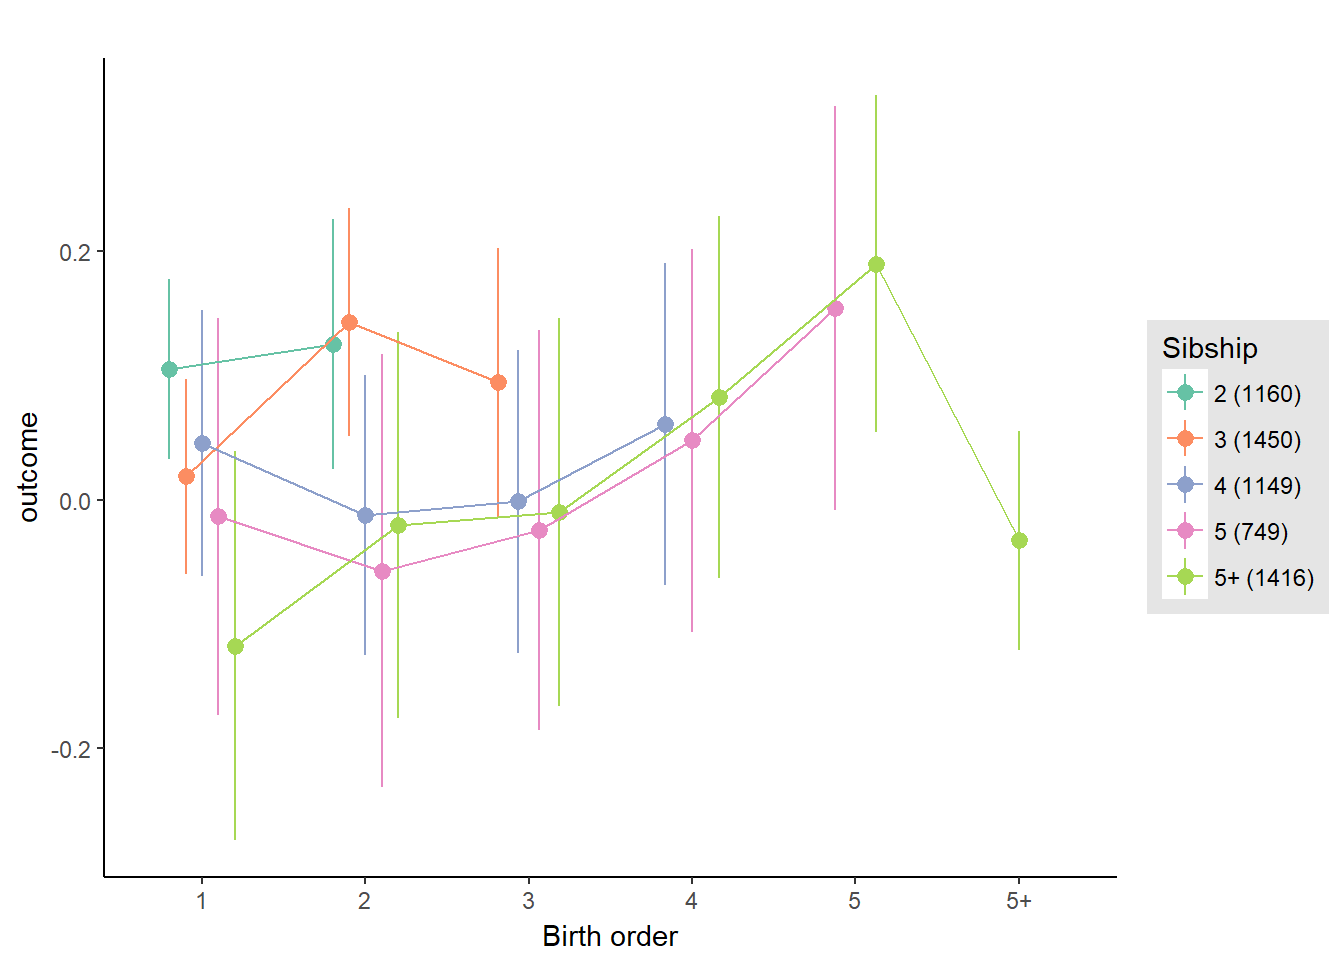 outcome
0.2
0.0
-0.2
1 2 3 4 5 5+
Birth order
Sibship
2 (1160)
3 (1450)
4 (1149)
5 (749)
5+ (1416)